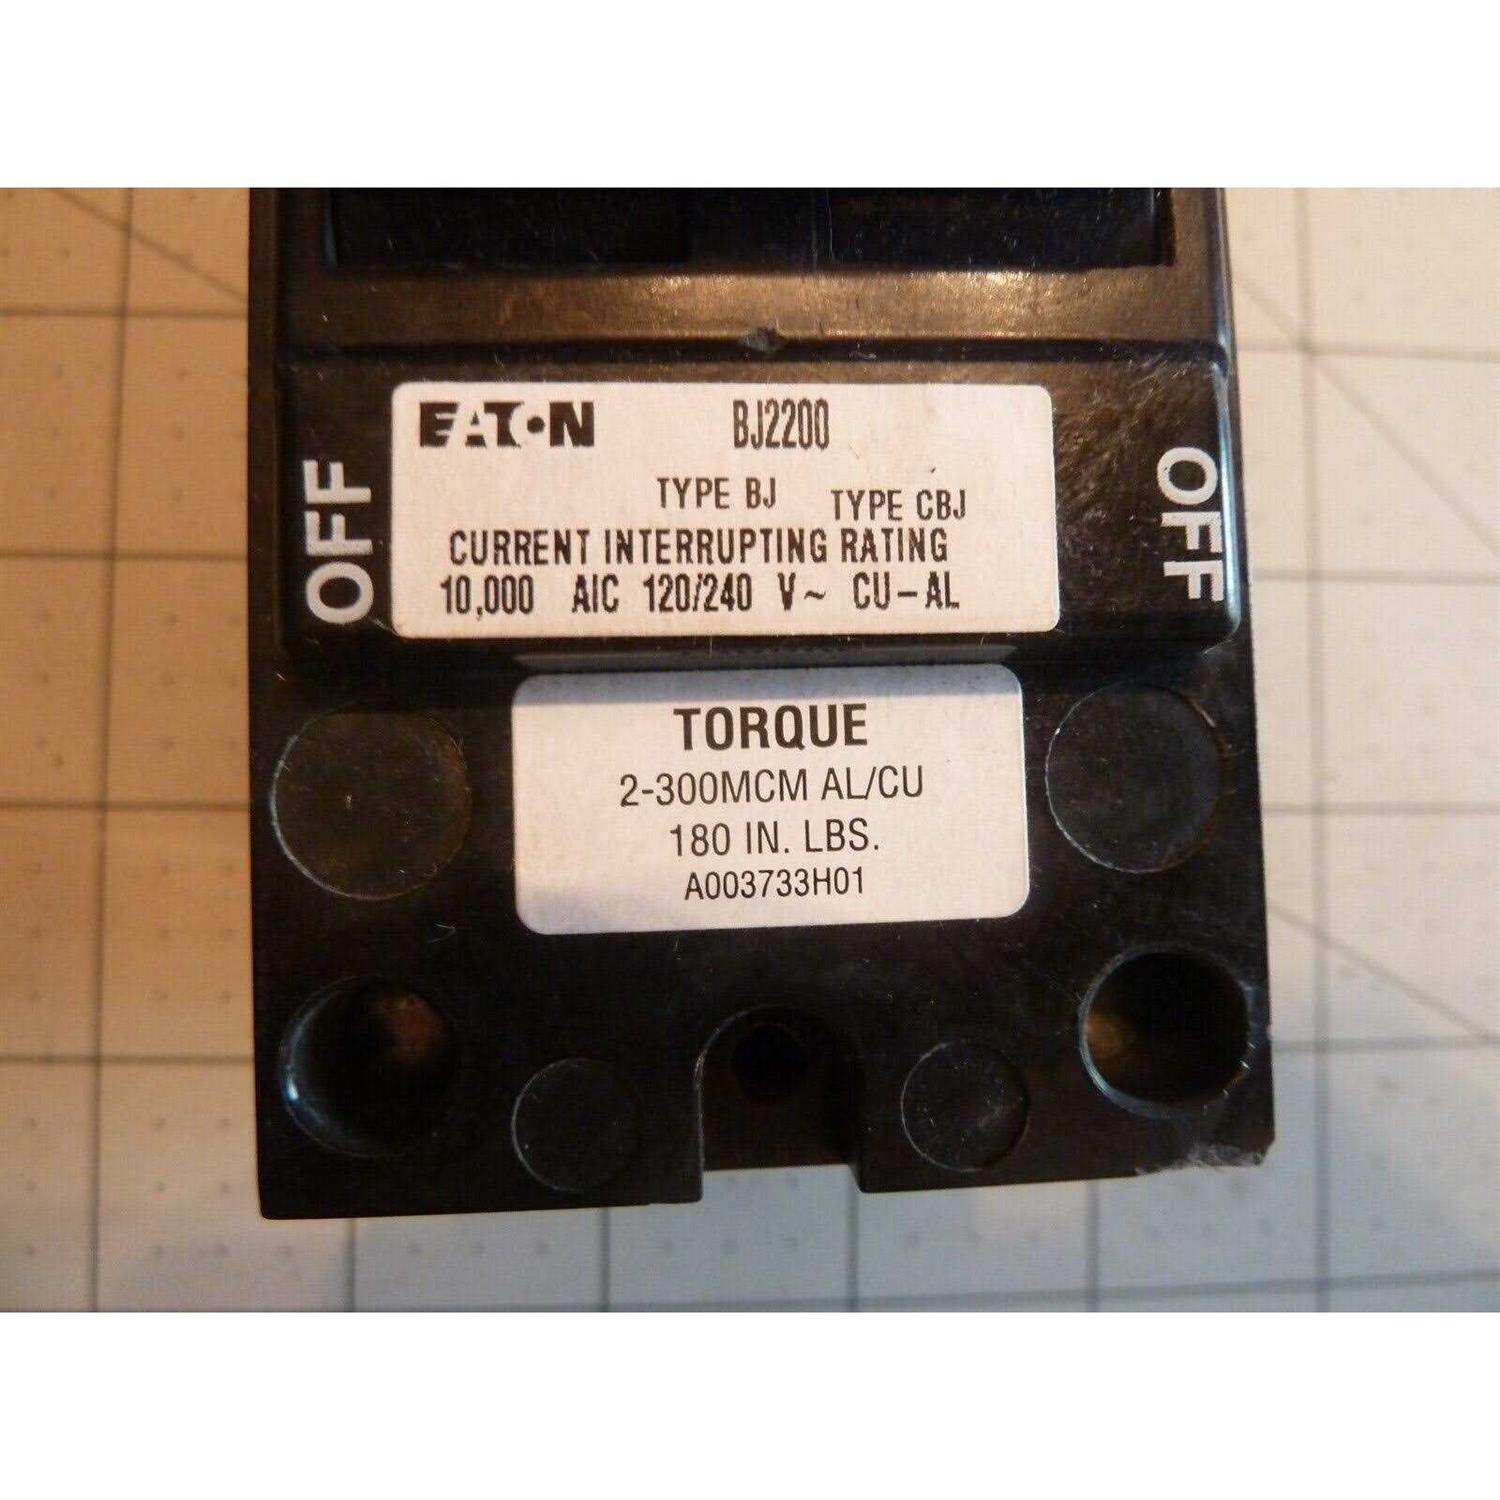 EATON BJ2200
TYPE BJ TYPE CBJ
CURRENT INTERRUPTING RATING
10,000 AIC 120/240 V~ CU-AL
OFF
OFF
TORQUE
2-300MCM AL/CU
180 IN. LBS.
A003733H01